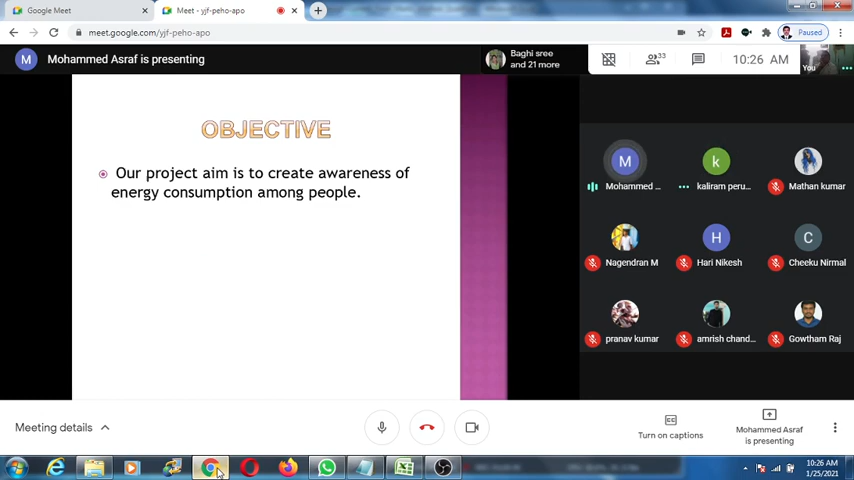 Google Meet
Meet - yjf-peho-apo
meet.google.com/yjf-peho-apo
Paused
M
Mohammed Asraf is presenting
Baghi sree
and 21 more
33
10:26 AM
You
OBJECTIVE
Our project aim is to create awareness of
energy consumption among people.
M
k
Mohammed ...
kaliram peru...
Mathan kumar
H
C
Nagendran M
Hari Nikesh
Cheeku Nirmal
pranav kumar
amrish chand...
Gowtham Raj
Meeting details
Turn on captions
Mohammed Asraf
is presenting
10:26 AM
1/25/2021